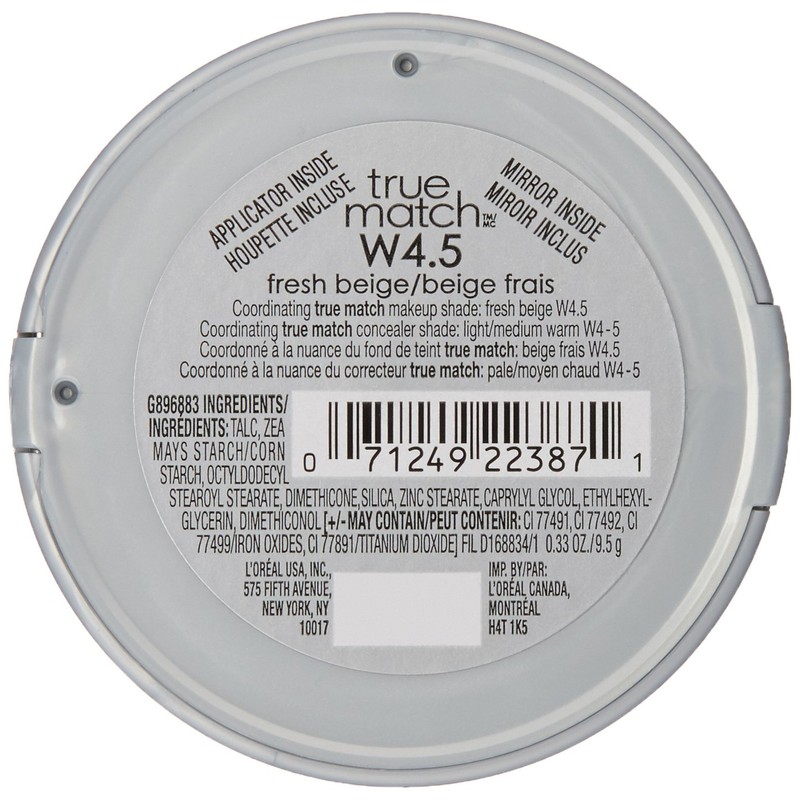 APPLICATOR INSIDE
HOUPETTE INCLUSE
true
match TM/MC
MIRROR INSIDE
MIROIR INCLUS
W4.5
fresh beige/beige frais
Coordinating true match makeup shade: fresh beige W4.5
Coordinating true match concealer shade: light/medium warm W4-5
Coordonné à la nuance du fond de teint true match: beige frais W4.5
Coordonné à la nuance du correcteur true match: pale/moyen chaud W4-5
G896883 INGREDIENTS/
INGRÉDIENTS: TALC, ZEA
MAYS STARCH/CORN
STARCH, OCTYLDODECYL
0 71249 22387 1
STEAROYL STEARATE, DIMETHICONE, SILICA, ZINC STEARATE, CAPRYLYL GLYCOL, ETHYLHEXYL-
GLYCERIN, DIMETHICONOL [+/- MAY CONTAIN/PEUT CONTENIR: CI 77491, CI 77492, CI
77499/IRON OXIDES, CI 77891/TITANIUM DIOXIDE] FIL D168834/1 0.33 OZ./9.5 g
L'ORÉAL USA, INC.,
575 FIFTH AVENUE,
NEW YORK, NY
10017
IMP. BY/PAR:
L'ORÉAL CANADA,
MONTRÉAL
H4T 1K5